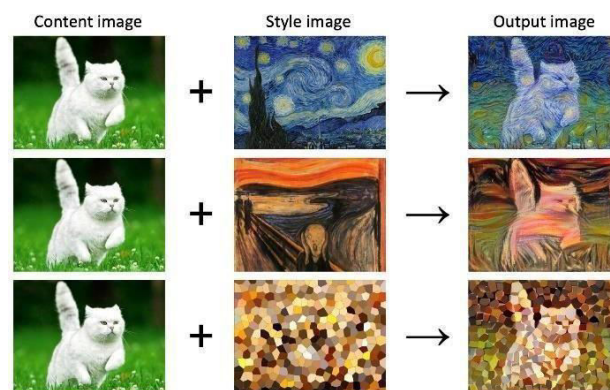 Content image Style image Output image
+ →
+ →
+ →